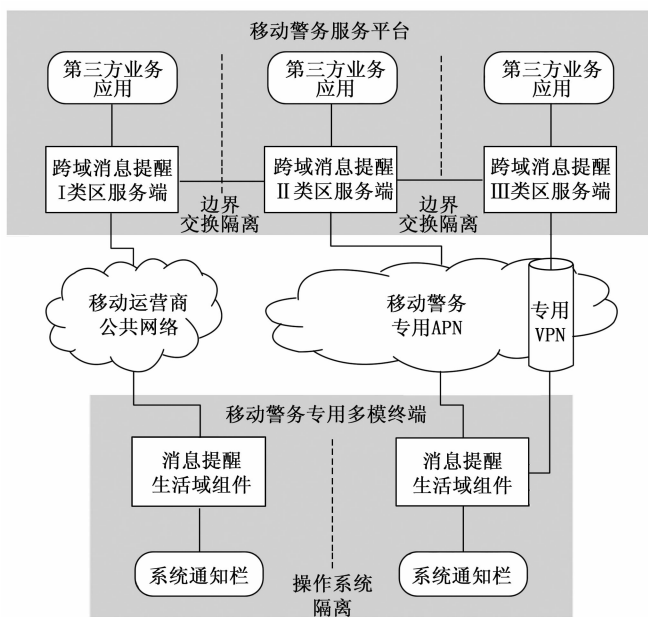 移动警务服务平台
第三方业务
应用
第三方业务
应用
第三方业务
应用
跨域消息提醒
I类区服务端
跨域消息提醒
II类区服务端
跨域消息提醒
III类区服务端
边界
交换隔离
边界
交换隔离
移动运营商
公共网络
移动警务
专用APN
专用
VPN
移动警务专用多模终端
消息提醒
生活域组件
消息提醒
生活域组件
系统通知栏
系统通知栏
操作系统
隔离